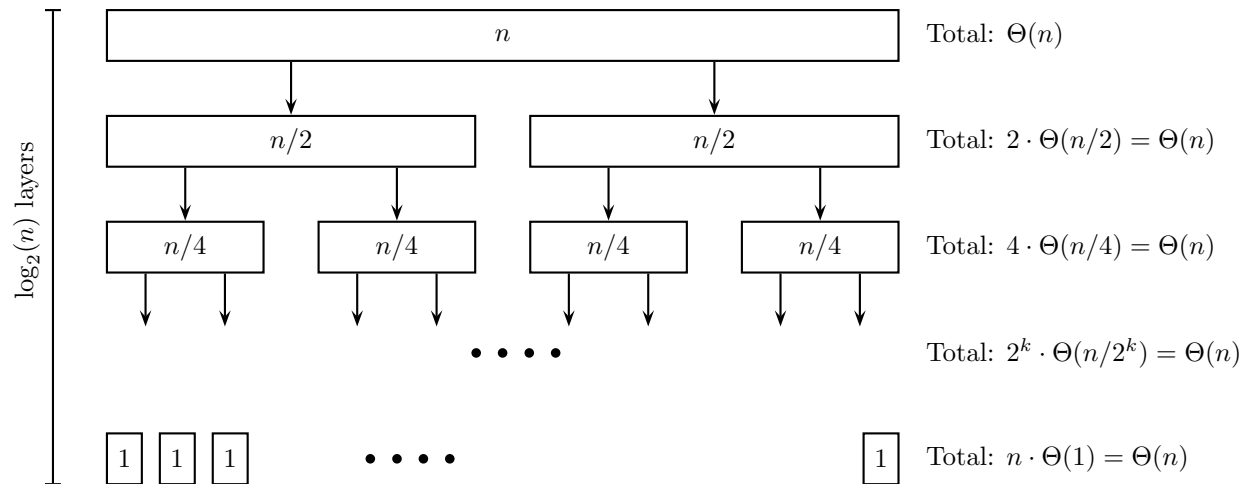 n
Total: Θ(n)
n/2
n/2
Total: 2 · Θ(n/2) = Θ(n)
n/4
n/4
n/4
n/4
Total: 4 · Θ(n/4) = Θ(n)
Total: 2^k · Θ(n/2^k) = Θ(n)
1
1
1
1
Total: n · Θ(1) = Θ(n)
log₂(n) layers